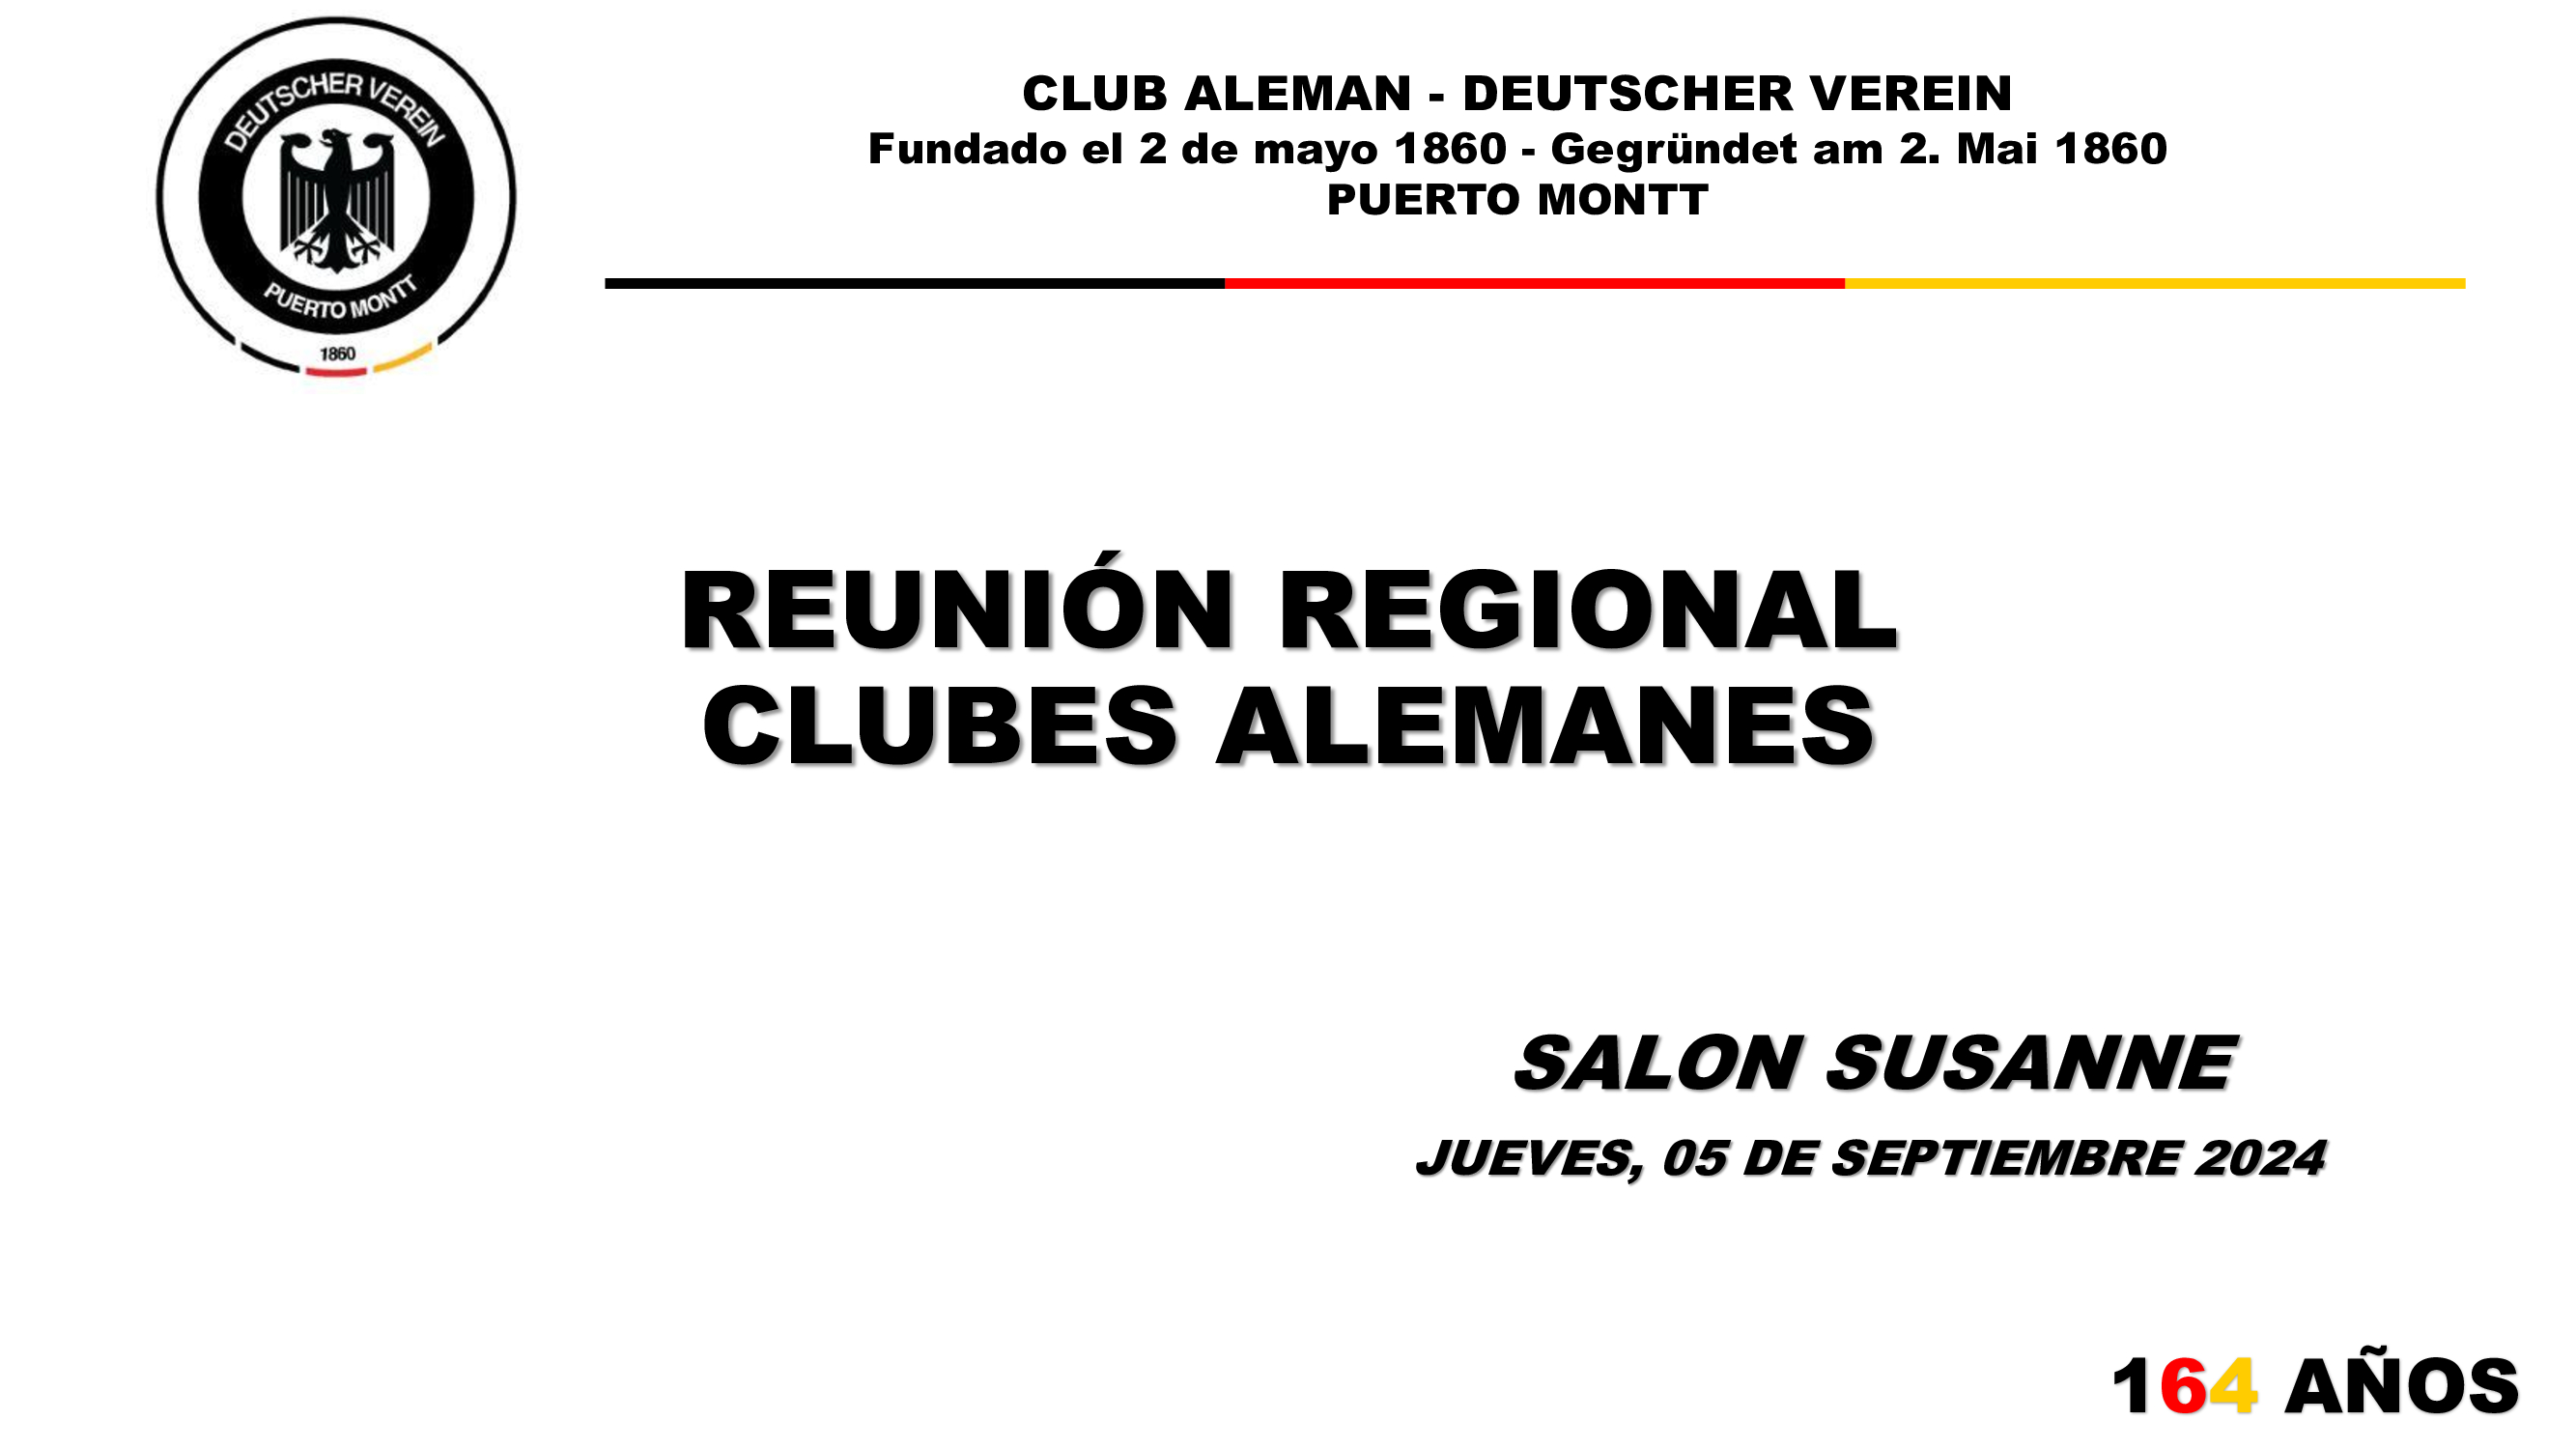 DEUTSCHER VEREIN
PUERTO MONTT
1860
CLUB ALEMAN - DEUTSCHER VEREIN
Fundado el 2 de mayo 1860 - Gegründet am 2. Mai 1860
PUERTO MONTT
REUNIÓN REGIONAL
CLUBES ALEMANES
SALON SUSANNE
JUEVES, 05 DE SEPTIEMBRE 2024
164 AÑOS